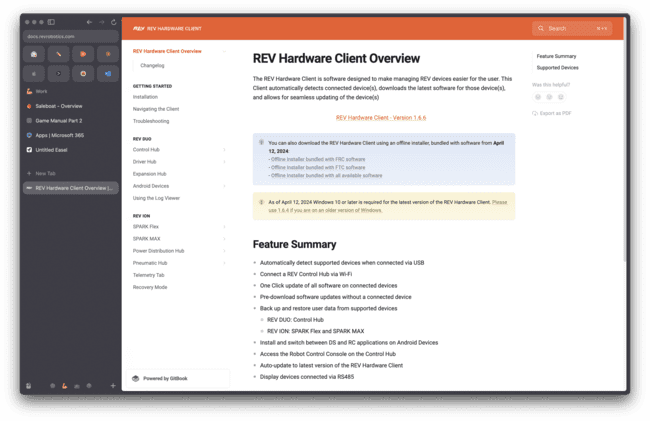 docs.revrobotics.com
Work
Saleboat – Overview
Game Manual Part 2
Apps | Microsoft 365
Untitled Easel
New Tab
REV Hardware Client Overview |...
REV HARDWARE CLIENT
Search
REV Hardware Client Overview
Changelog
GETTING STARTED
Installation
Navigating the Client
Troubleshooting
REV DUO
Control Hub
Driver Hub
Expansion Hub
Android Devices
Using the Log Viewer
REV ION
SPARK Flex
SPARK MAX
Power Distribution Hub
Pneumatic Hub
Telemetry Tab
Recovery Mode
Powered by GitBook
REV Hardware Client Overview
The REV Hardware Client is software designed to make managing REV devices easier for the user. This
Client automatically detects connected device(s), downloads the latest software for those device(s),
and allows for seamless updating of the device(s)
REV Hardware Client - Version 1.6.6
You can also download the REV Hardware Client using an offline installer, bundled with software from April
12, 2024:
- Offline Installer bundled with FRC software
- Offline Installer bundled with FTC software
- Offline Installer bundled with all available software
As of April 12, 2024 Windows 10 or later is required for the latest version of the REV Hardware Client. Please
use 1.6.4 if you are on an older version of Windows.
Feature Summary
Automatically detect supported devices when connected via USB
Connect a REV Control Hub via Wi-Fi
One Click update of all software on connected devices
Pre-download software updates without a connected device
Back up and restore user data from supported devices
REV DUO: Control Hub
REV ION: SPARK Flex and SPARK MAX
Install and switch between DS and RC applications on Android Devices
Access the Robot Control Console on the Control Hub
Auto-update to latest version of the REV Hardware Client
Display devices connected via RS485
Feature Summary
Supported Devices
Was this helpful?
Export as PDF